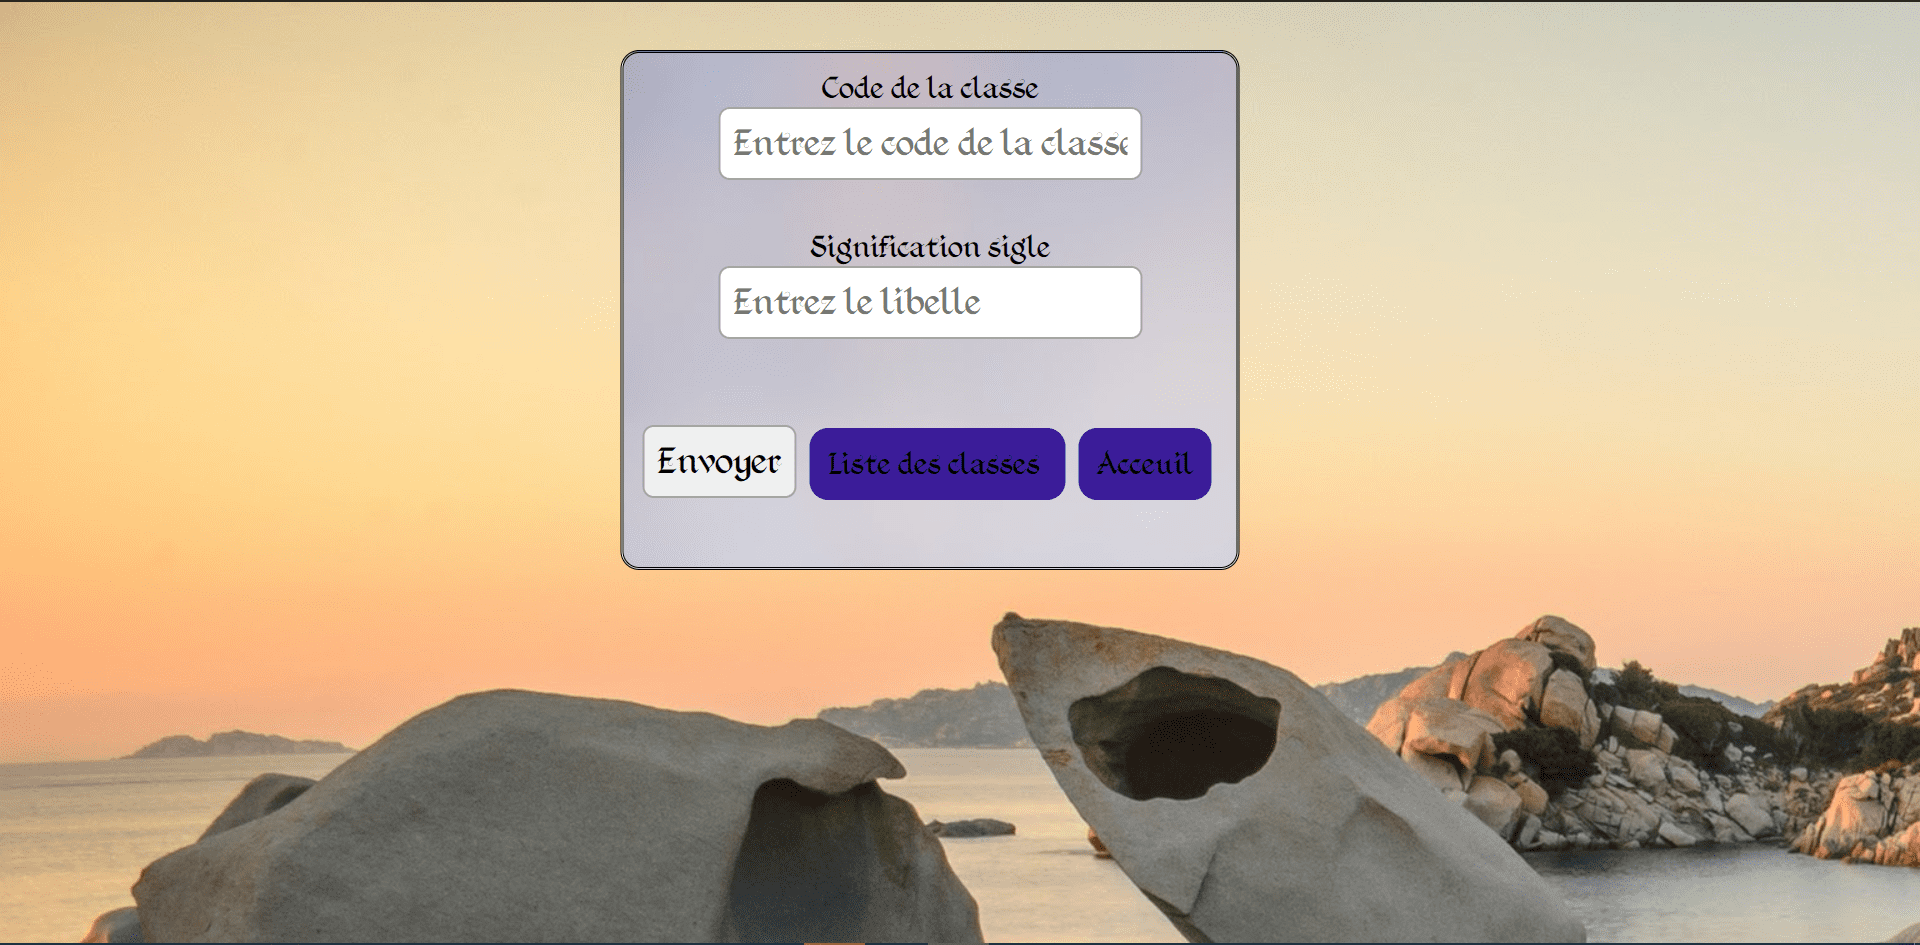 Code de la classe
Entrez le code de la classe
Signification sigle
Entrez le libelle
Envoyer
Liste des classes
Acceuil